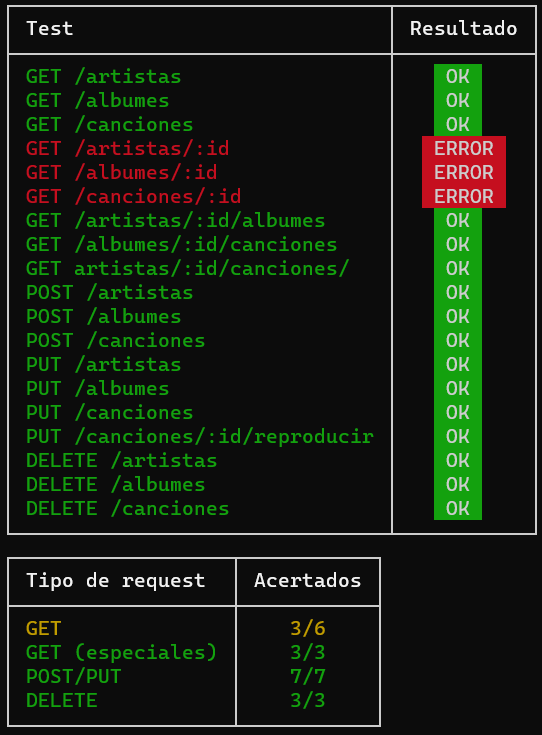 Test Resultado
GET /artistas OK
GET /albumes OK
GET /canciones OK
GET /artistas/:id ERROR
GET /albumes/:id ERROR
GET /canciones/:id ERROR
GET /artistas/:id/albumes OK
GET /albumes/:id/canciones OK
GET artistas/:id/canciones/ OK
POST /artistas OK
POST /albumes OK
POST /canciones OK
PUT /artistas OK
PUT /albumes OK
PUT /canciones OK
PUT /canciones/:id/reproducir OK
DELETE /artistas OK
DELETE /albumes OK
DELETE /canciones OK
Tipo de request Acertados
GET 3/6
GET (especiales) 3/3
POST/PUT 7/7
DELETE 3/3